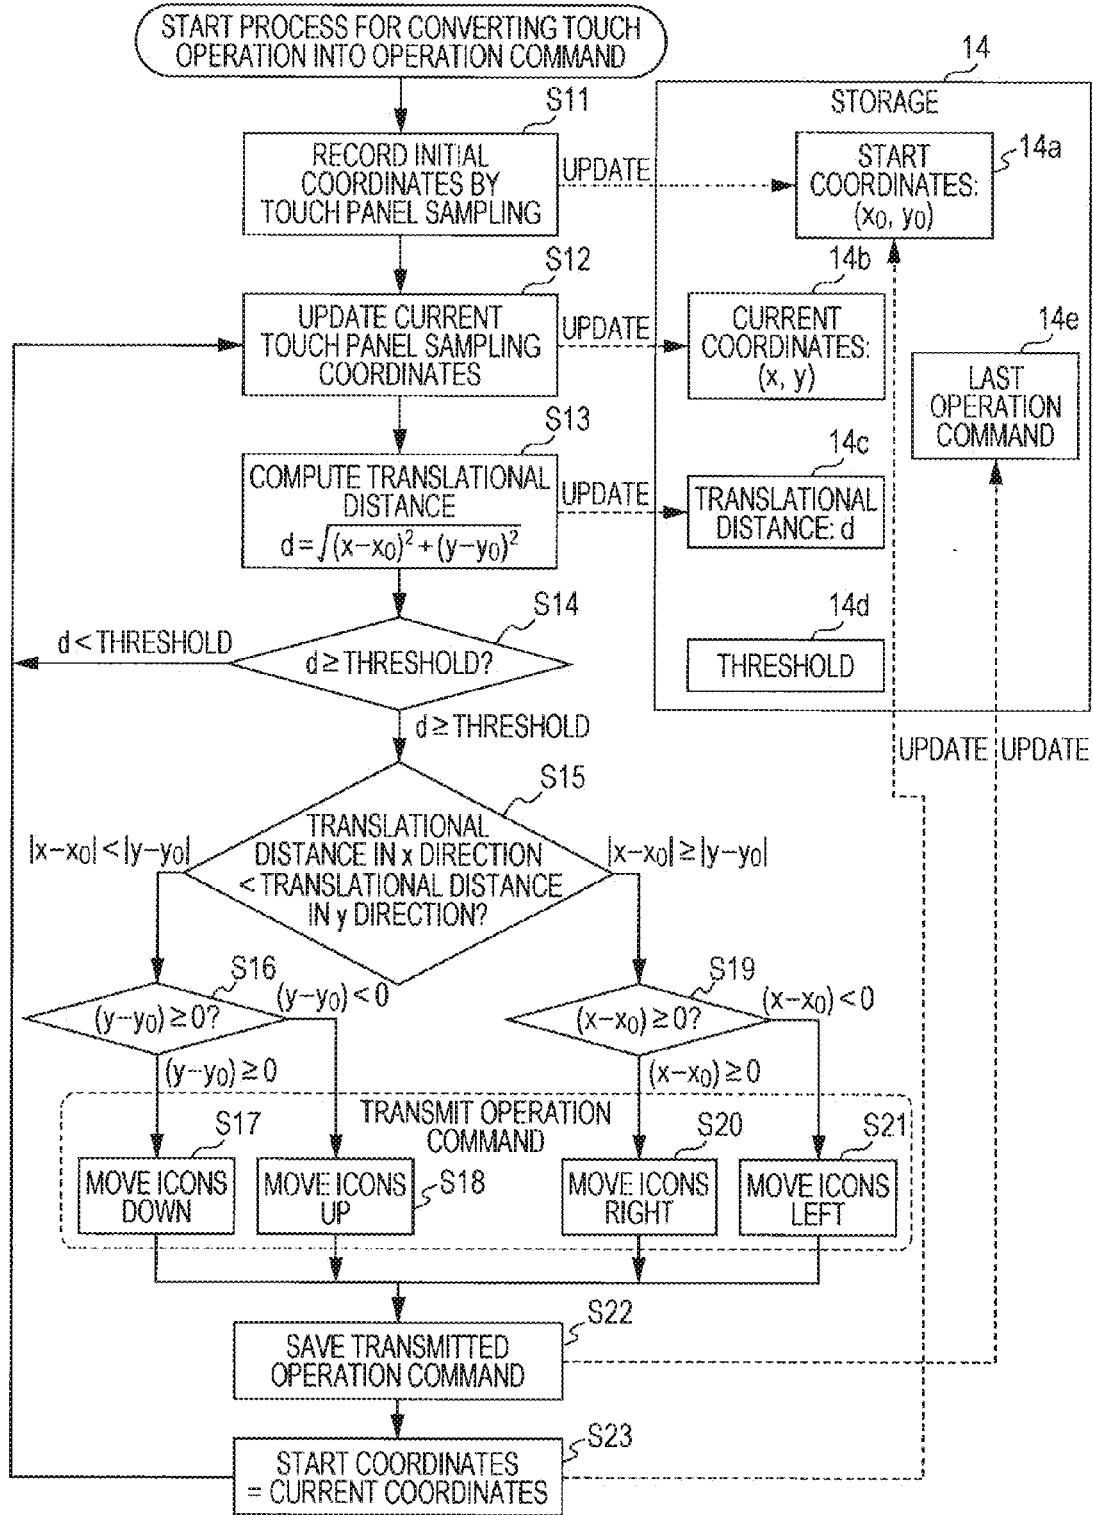 START PROCESS FOR CONVERTING TOUCH
OPERATION INTO OPERATION COMMAND
S11
RECORD INITIAL
COORDINATES BY
TOUCH PANEL SAMPLING
UPDATE
14
STORAGE
14a
START
COORDINATES:
(x₀, y₀)
S12
UPDATE CURRENT
TOUCH PANEL SAMPLING
COORDINATES
UPDATE
14b
CURRENT
COORDINATES:
(x, y)
14e
LAST
OPERATION
COMMAND
S13
COMPUTE TRANSLATIONAL
DISTANCE
d=√(x−x₀)²+(y−y₀)²
UPDATE
14c
TRANSLATIONAL
DISTANCE: d
S14
d<THRESHOLD
d≥THRESHOLD?
14d
THRESHOLD
d≥THRESHOLD
UPDATE
UPDATE
S15
TRANSLATIONAL
DISTANCE IN x DIRECTION
<TRANSLATIONAL DISTANCE
IN y DIRECTION?
|x−x₀|<|y−y₀|
|x−x₀|≥|y−y₀|
S16
(y−y₀)≥0?
(y−y₀)<0
(y−y₀)≥0
S19
(x−x₀)≥0?
(x−x₀)<0
(x−x₀)≥0
TRANSMIT OPERATION
COMMAND
S17
MOVE ICONS
DOWN
MOVE ICONS
UP
S18
S20
MOVE ICONS
RIGHT
S21
MOVE ICONS
LEFT
S22
SAVE TRANSMITTED
OPERATION COMMAND
S23
START COORDINATES
= CURRENT COORDINATES